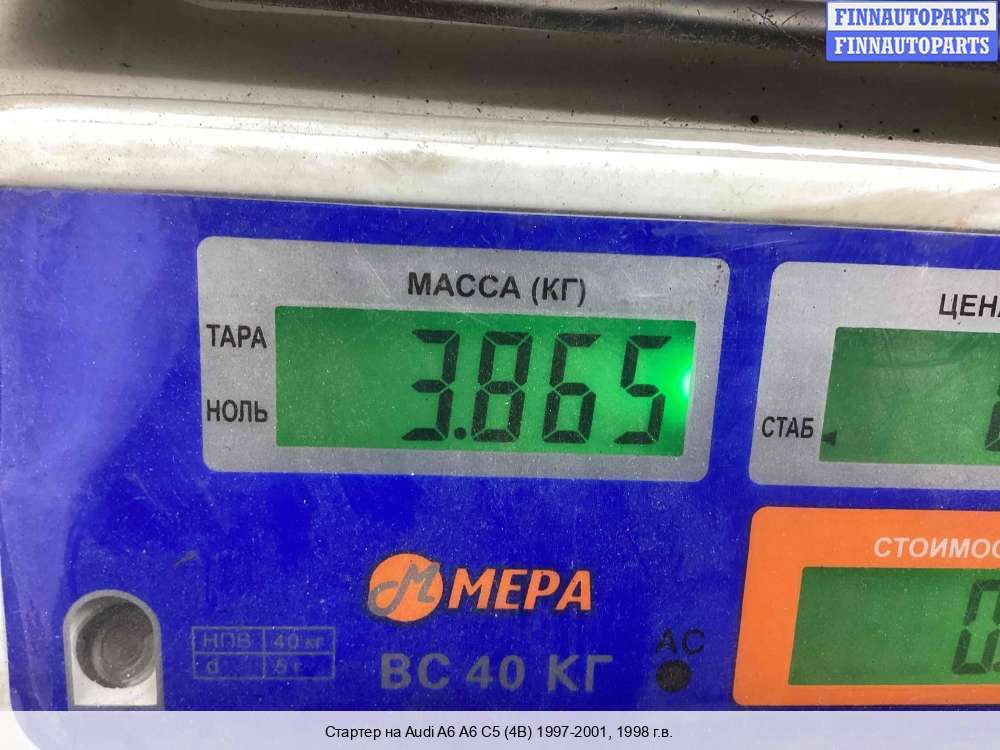 FINNAUTOPARTS
FINNAUTOPARTS
МАССА (КГ)
ТАРА
3.865
НОЛЬ
ЦЕНА
СТАБ
СТОИМОС
МЕРА
НПВ 40 кг
d 5 г
ВС 40 КГ
АС
Стартер на Audi A6 A6 C5 (4B) 1997-2001, 1998 г.в.